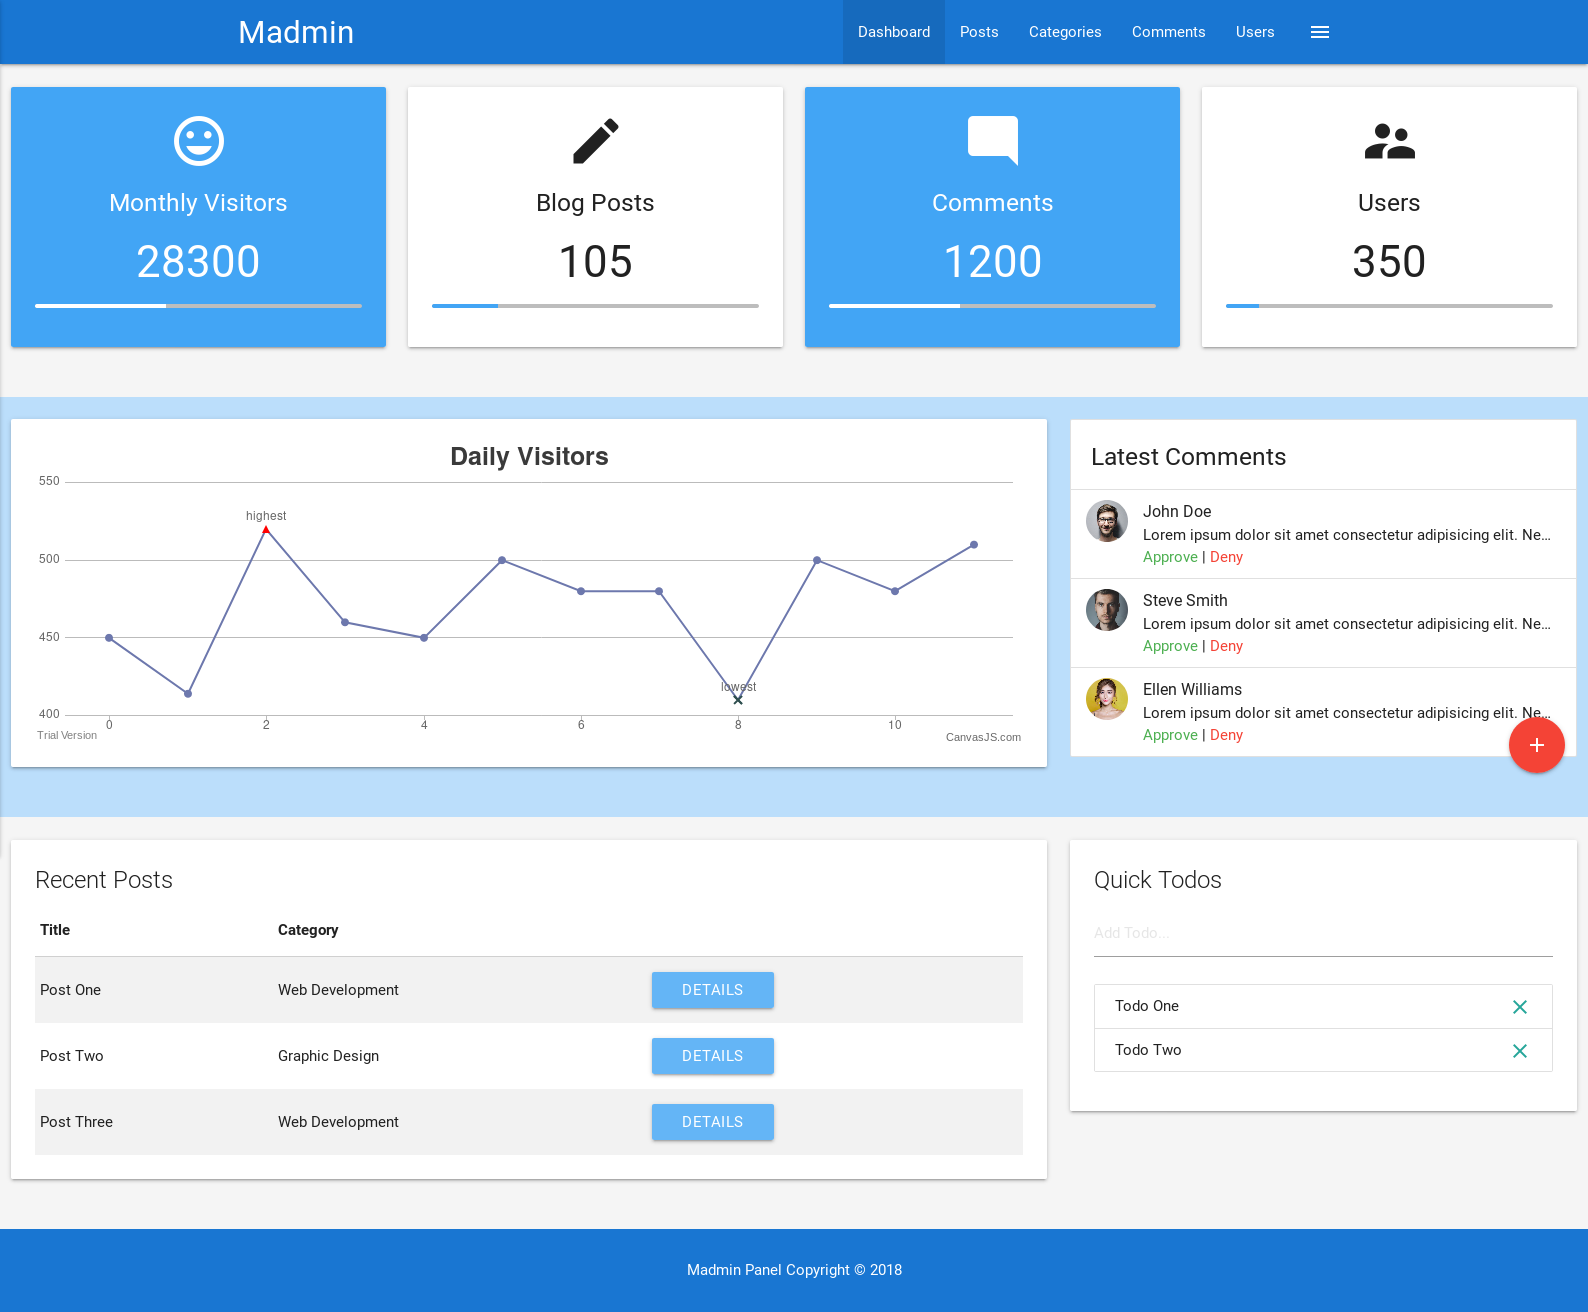 Madmin
Dashboard Posts Categories Comments Users
Monthly Visitors
28300
Blog Posts
105
Comments
1200
Users
350
Daily Visitors
550
500
450
400
highest
lowest
0 2 4 6 8 10
Trial Version
CanvasJS.com
Latest Comments
John Doe
Lorem ipsum dolor sit amet consectetur adipisicing elit. Ne...
Approve | Deny
Steve Smith
Lorem ipsum dolor sit amet consectetur adipisicing elit. Ne...
Approve | Deny
Ellen Williams
Lorem ipsum dolor sit amet consectetur adipisicing elit. Ne...
Approve | Deny
Recent Posts
Title Category
Post One Web Development DETAILS
Post Two Graphic Design DETAILS
Post Three Web Development DETAILS
Quick Todos
Add Todo...
Todo One
Todo Two
Madmin Panel Copyright © 2018